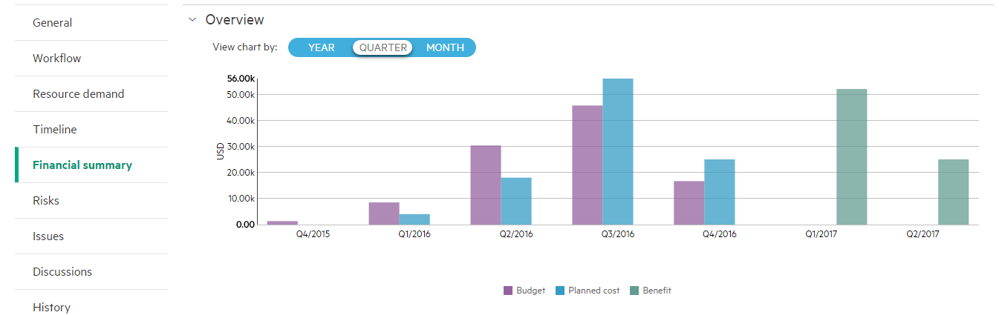 General
Workflow
Resource demand
Timeline
Financial summary
Risks
Issues
Discussions
History
Overview
View chart by: YEAR QUARTER MONTH
USD
56.00k
50.00k
40.00k
30.00k
20.00k
10.00k
0.00
Q4/2015 Q1/2016 Q2/2016 Q3/2016 Q4/2016 Q1/2017 Q2/2017
Budget Planned cost Benefit